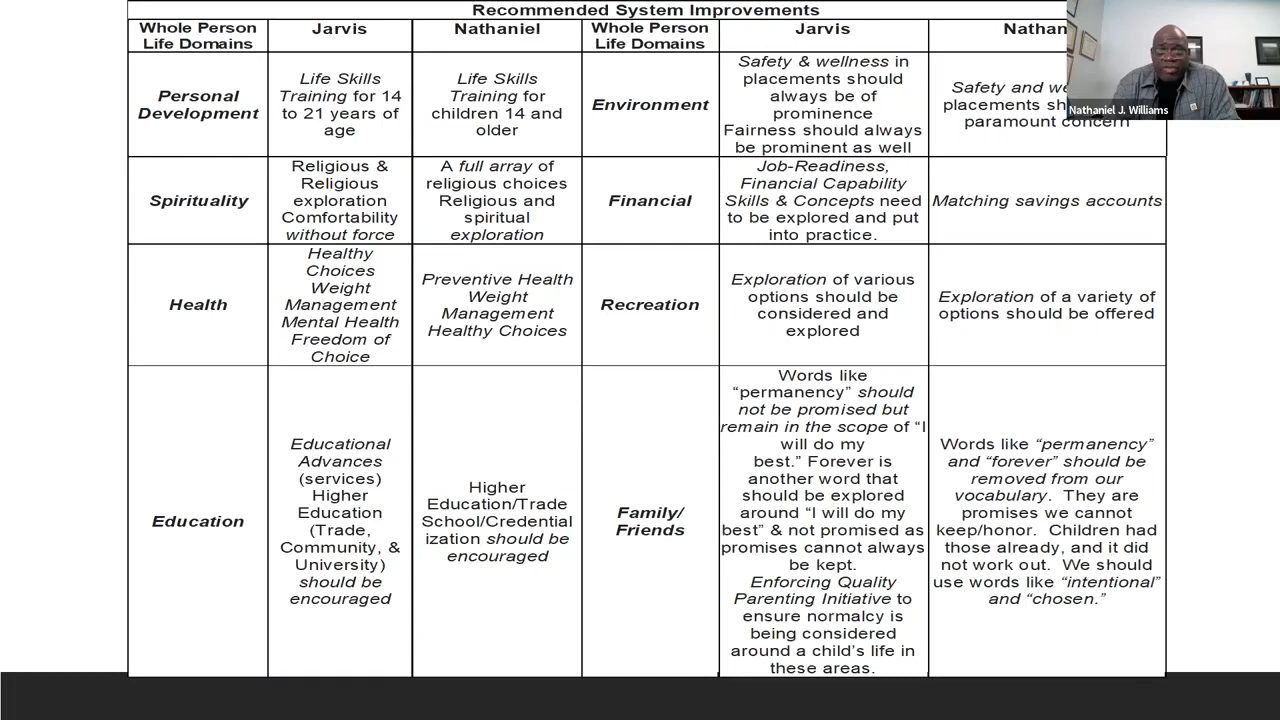 Recommended System Improvements
Whole Person
Life Domains
Jarvis
Nathaniel
Whole Person
Life Domains
Jarvis
Personal
Development
Life Skills
Training for 14
to 21 years of
age
Life Skills
Training for
children 14 and
older
Environment
Safety & wellness in
placements should
always be of
prominence
Fairness should always
be prominent as well
Safety and
placements
paramount concern
Nathaniel J. Williams
Spirituality
Religious &
Religious
exploration
Comfortability
without force
A full array of
religious choices
Religious and
spiritual
exploration
Financial
Job-Readiness,
Financial Capability
Skills & Concepts need
to be explored and put
into practice.
Matching savings accounts
Health
Healthy
Choices
Weight
Management
Mental Health
Freedom of
Choice
Preventive Health
Weight
Management
Healthy Choices
Recreation
Exploration of various
options should be
considered and
explored
Exploration of a variety of
options should be offered
Education
Educational
Advances
(services)
Higher
Education
(Trade,
Community, &
University)
should be
encouraged
Higher
Education/Trade
School/Credential
ization should be
encouraged
Family/
Friends
Words like
“permanency” should
not be promised but
remain in the scope of “I
will do my
best.” Forever is
another word that
should be explored
around “I will do my
best” & not promised as
promises cannot always
be kept.
Enforcing Quality
Parenting Initiative to
ensure normalcy is
being considered
around a child’s life in
these areas.
Words like “permanency”
and “forever” should be
removed from our
vocabulary. They are
promises we cannot
keep/honor. Children had
those already, and it did
not work out. We should
use words like “intentional”
and “chosen.”